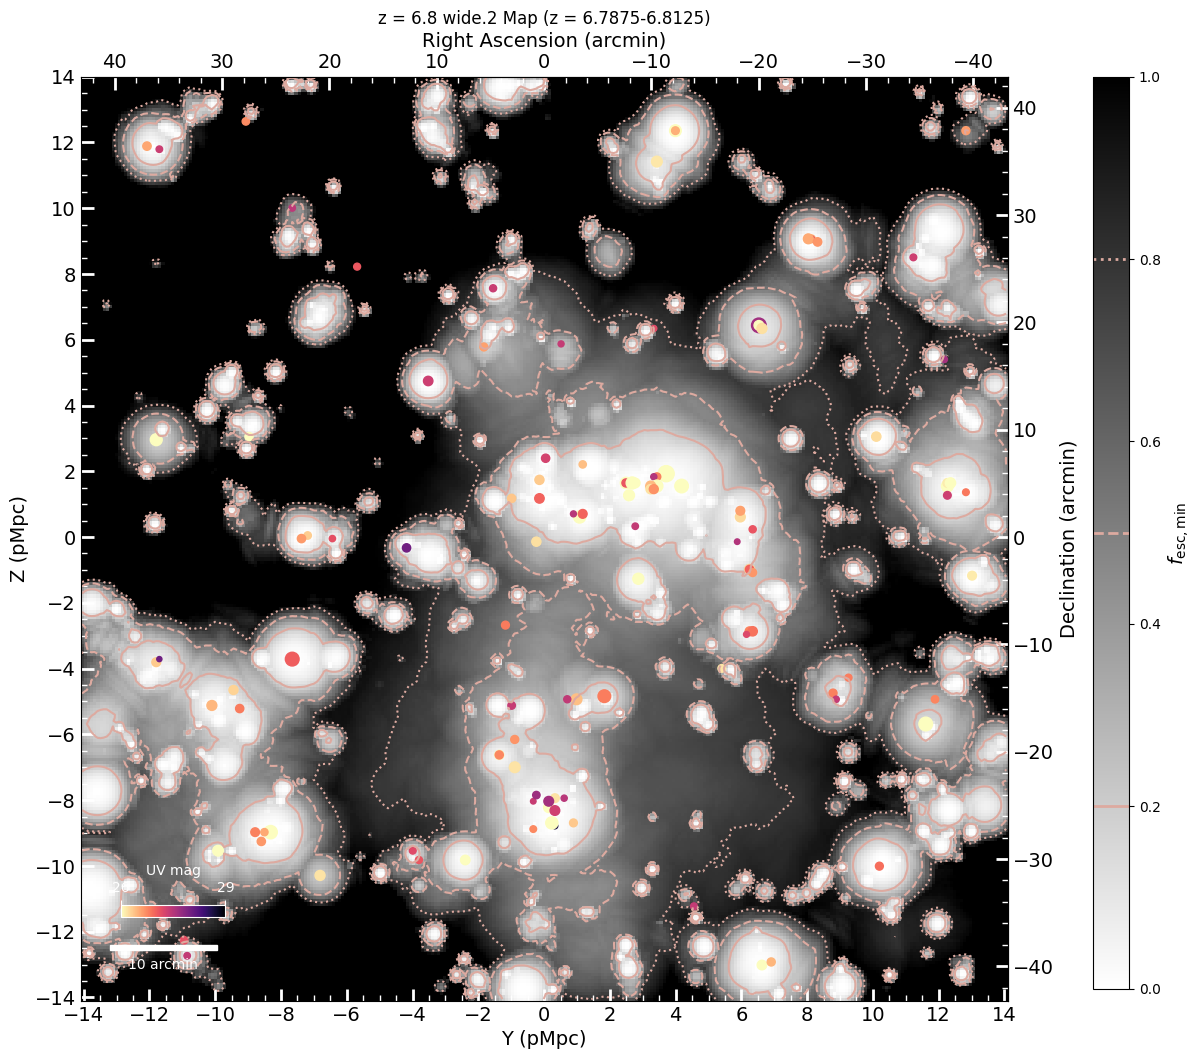 z = 6.8 wide.2 Map (z = 6.7875-6.8125)
Right Ascension (arcmin)
40 30 20 10 0 −10 −20 −30 −40
14 12 10 8 6 4 2 0 −2 −4 −6 −8 −10 −12 −14
Z (pMpc)
UV mag
29
10 arcmin
−14 −12 −10 −8 −6 −4 −2 0 2 4 6 8 10 12 14
Y (pMpc)
40 30 20 10 0 −10 −20 −30 −40
Declination (arcmin)
1.0 0.8 0.6 0.4 0.2 0.0
f_esc,min